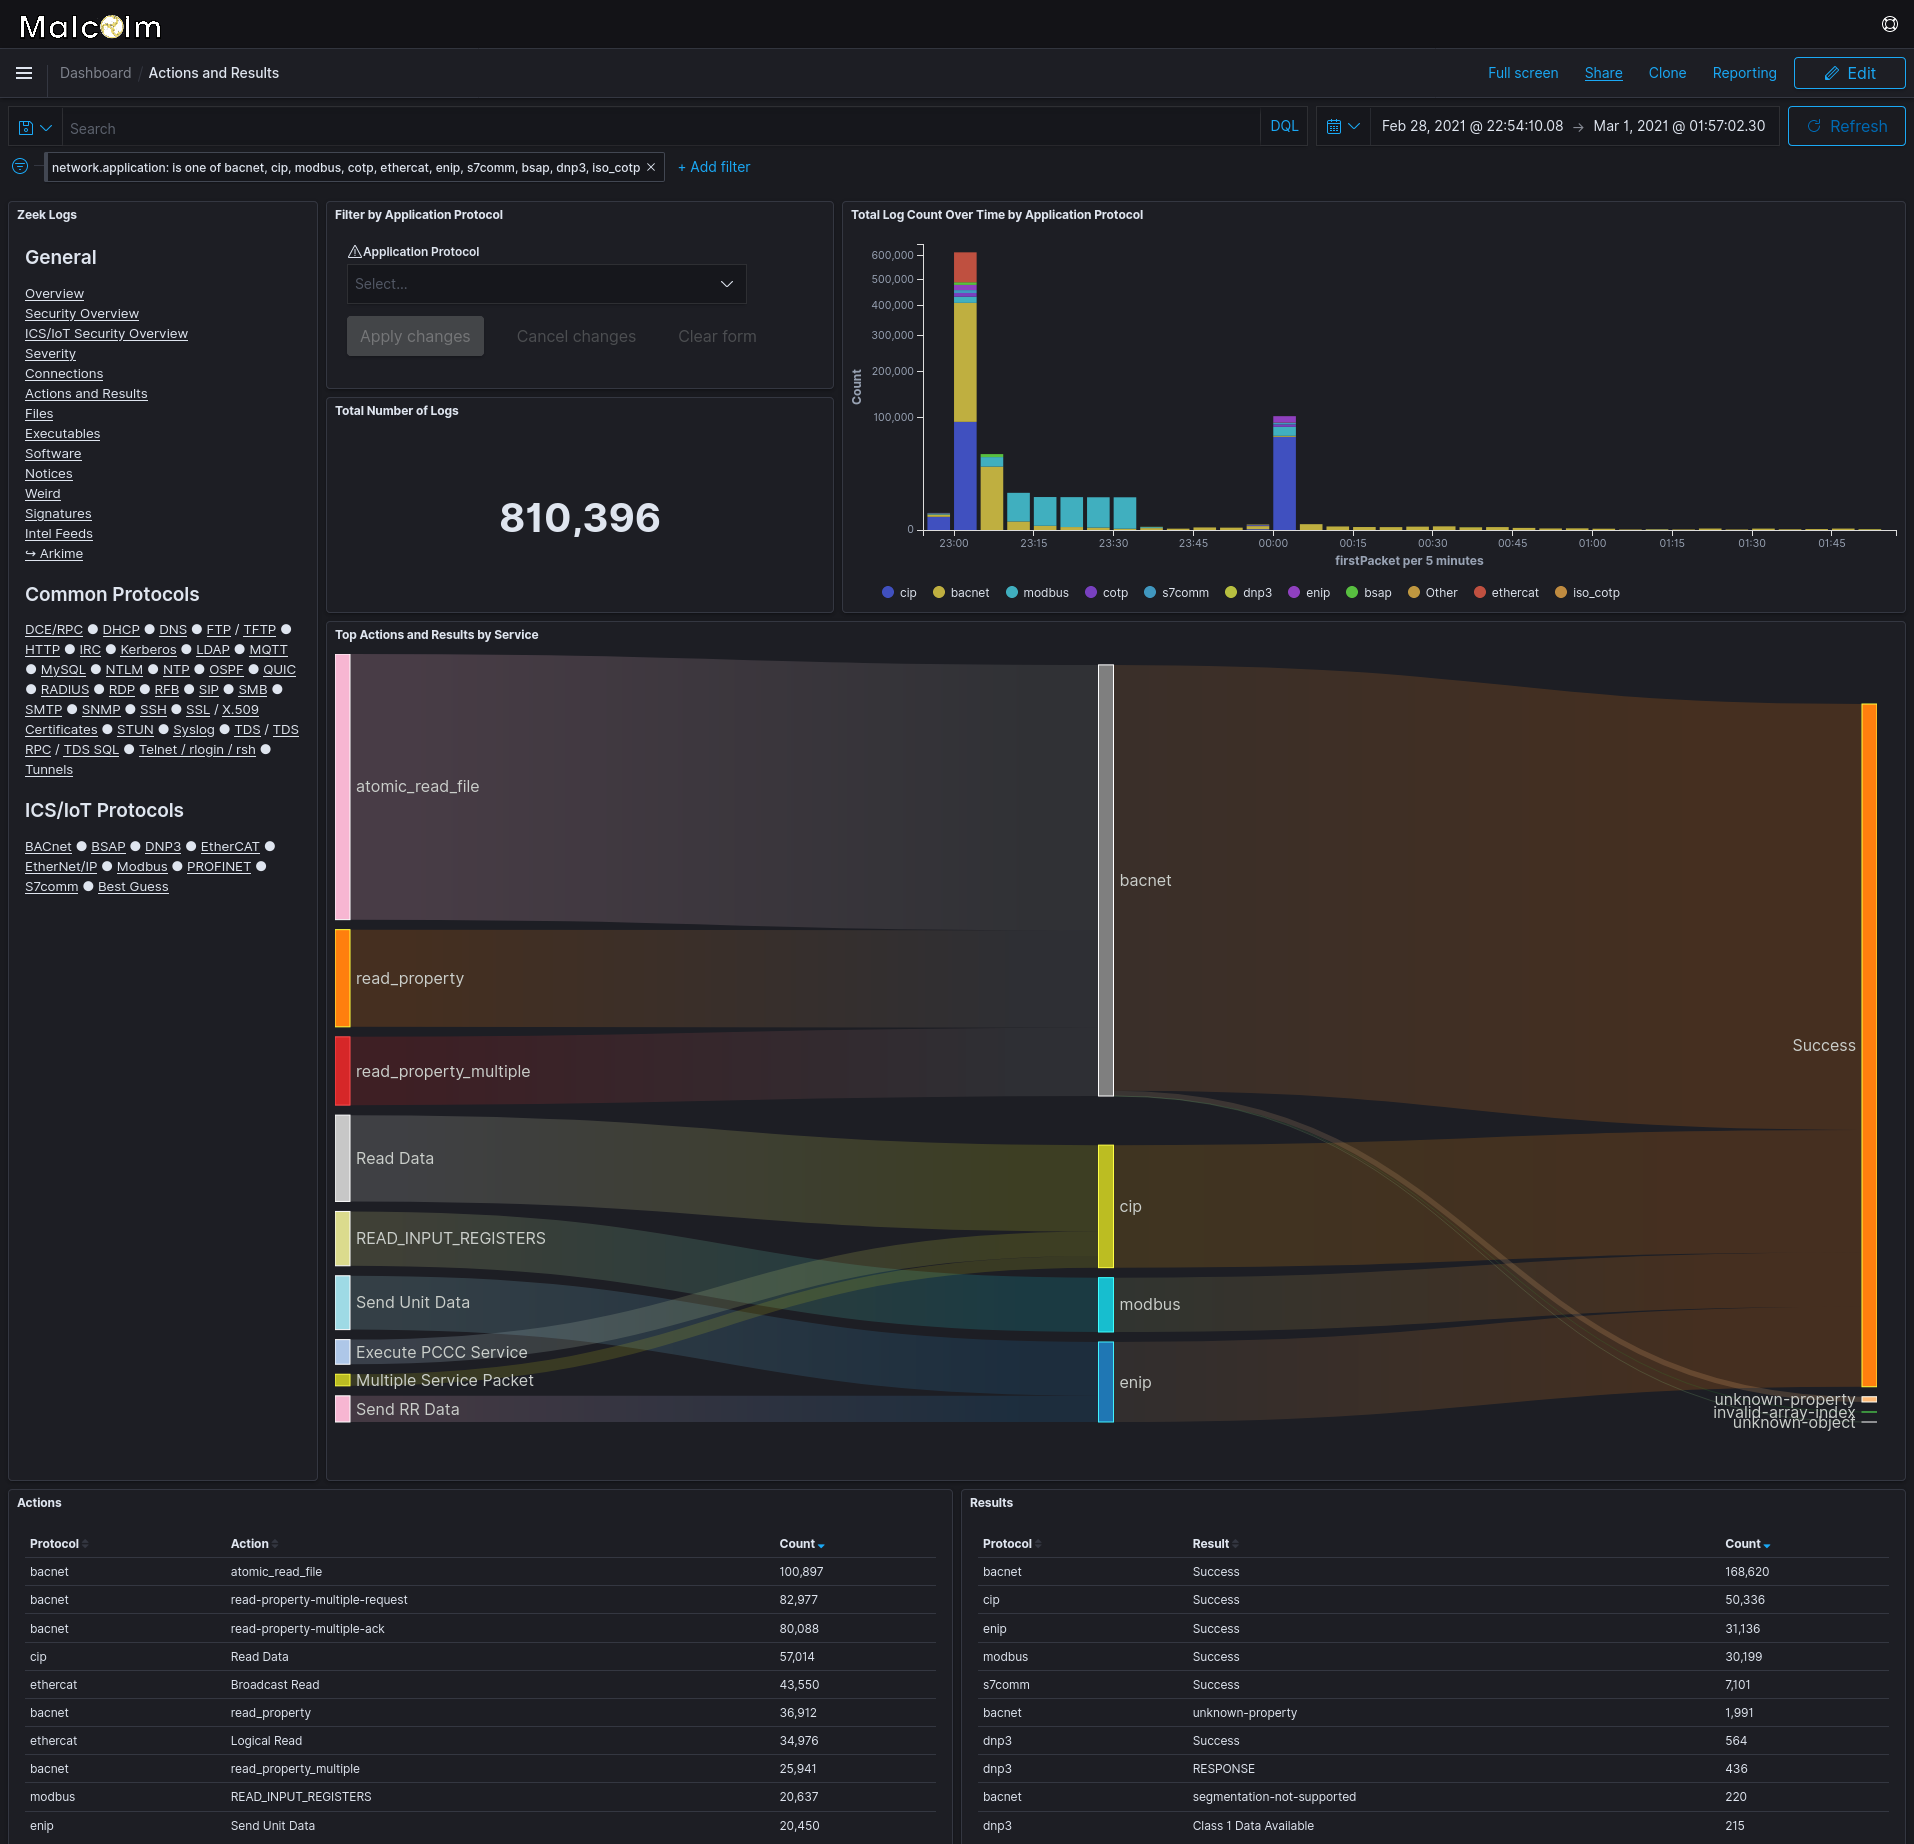 Malcolm
Dashboard / Actions and Results
Full screen Share Clone Reporting Edit
Search
DQL
Feb 28, 2021 @ 22:54:10.08 → Mar 1, 2021 @ 01:57:02.30
Refresh
network.application: is one of bacnet, cip, modbus, cotp, ethercat, enip, s7comm, bsap, dnp3, iso_cotp ×
+ Add filter
Zeek Logs
General
Overview
Security Overview
ICS/IoT Security Overview
Severity
Connections
Actions and Results
Files
Executables
Software
Notices
Weird
Signatures
Intel Feeds
↪ Arkime
Common Protocols
DCE/RPC ● DHCP ● DNS ● FTP / TFTP ●
HTTP ● IRC ● Kerberos ● LDAP ● MQTT
● MySQL ● NTLM ● NTP ● OSPF ● QUIC
● RADIUS ● RDP ● RFB ● SIP ● SMB ●
SMTP ● SNMP ● SSH ● SSL / X.509
Certificates ● STUN ● Syslog ● TDS / TDS
RPC / TDS SQL ● Telnet / rlogin / rsh ●
Tunnels
ICS/IoT Protocols
BACnet ● BSAP ● DNP3 ● EtherCAT ●
EtherNet/IP ● Modbus ● PROFINET ●
S7comm ● Best Guess
Filter by Application Protocol
Application Protocol
Select...
Apply changes Cancel changes Clear form
Total Number of Logs
810,396
Total Log Count Over Time by Application Protocol
Count
600,000
500,000
400,000
300,000
200,000
100,000
0
23:00 23:15 23:30 23:45 00:00 00:15 00:30 00:45 01:00 01:15 01:30 01:45
firstPacket per 5 minutes
cip bacnet modbus cotp s7comm dnp3 enip bsap Other ethercat iso_cotp
Top Actions and Results by Service
atomic_read_file
read_property
read_property_multiple
Read Data
READ_INPUT_REGISTERS
Send Unit Data
Execute PCCC Service
Multiple Service Packet
Send RR Data
bacnet
cip
modbus
enip
Success
unknown-property
invalid-array-index
unknown-object
Actions
Protocol Action Count
bacnet atomic_read_file 100,897
bacnet read-property-multiple-request 82,977
bacnet read-property-multiple-ack 80,088
cip Read Data 57,014
ethercat Broadcast Read 43,550
bacnet read_property 36,912
ethercat Logical Read 34,976
bacnet read_property_multiple 25,941
modbus READ_INPUT_REGISTERS 20,637
enip Send Unit Data 20,450
Results
Protocol Result Count
bacnet Success 168,620
cip Success 50,336
enip Success 31,136
modbus Success 30,199
s7comm Success 7,101
bacnet unknown-property 1,991
dnp3 Success 564
dnp3 RESPONSE 436
bacnet segmentation-not-supported 220
dnp3 Class 1 Data Available 215